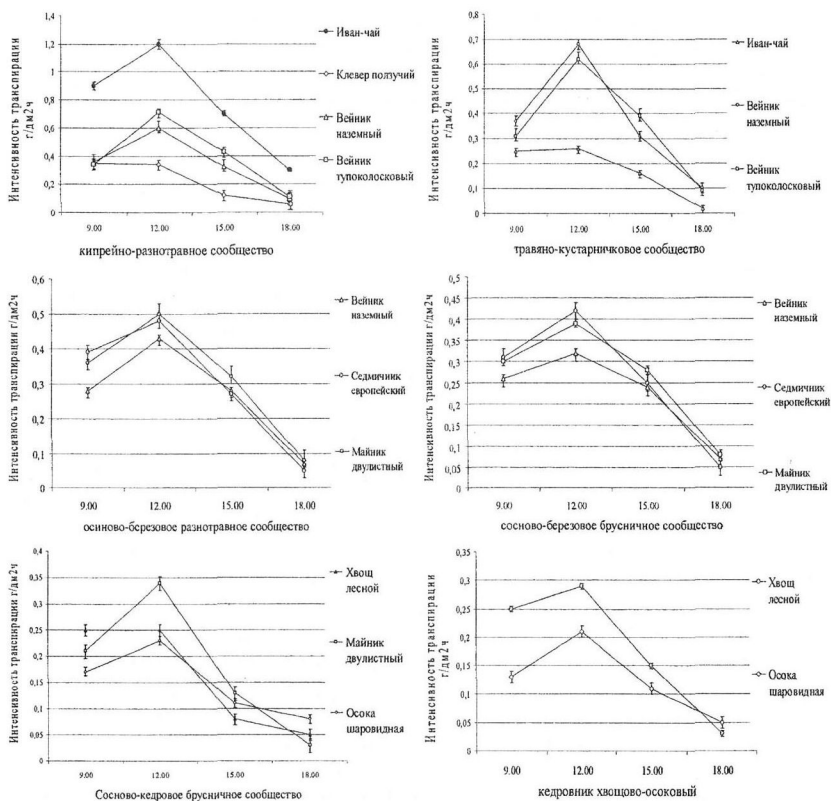 Интенсивность транспирации
г/дм2ч
1,4
1,2
1
0,8
0,6
0,4
0,2
0
9.00 12.00 15.00 18.00
кипрейно-разнотравное сообщество
Иван-чай
Клевер ползучий
Вейник
наземный
Вейник
тупоколосковый
Интенсивность транспирации
г/дм2ч
0,8
0,7
0,6
0,5
0,4
0,3
0,2
0,1
0
9.00 12.00 15.00 18.00
травяно-кустарничковое сообщество
Иван-чай
Вейник
наземный
Вейник
тупоколосковый
Интенсивность транспирации г/дм2ч
0,6
0,5
0,4
0,3
0,2
0,1
0
9.00 12.00 15.00 18.00
осиново-березовое разнотравное сообщество
Вейник
наземный
Седмичник
европейский
Майник
двулистный
Интенсивность транспирации г/дм2ч
0,5
0,45
0,4
0,35
0,3
0,25
0,2
0,15
0,1
0,05
0
9.00 12.00 15.00 18.00
сосново-березовое брусничное сообщество
Вейник
наземный
Седмичник
европейский
Майник
двулистный
Интенсивность транспирации г/дм2ч
0,4
0,35
0,3
0,25
0,2
0,15
0,1
0,05
0
9.00 12.00 15.00 18.00
Сосново-кедровое брусничное сообщество
Хвощ
лесной
Майник
двулистный
Осока
шаровидная
Интенсивность транспирации
г/дм2ч
0,35
0,3
0,25
0,2
0,15
0,1
0,05
0
9.00 12.00 15.00 18.00
кедровник хвощово-осоковый
Хвощ
лесной
Осока
шаровидная